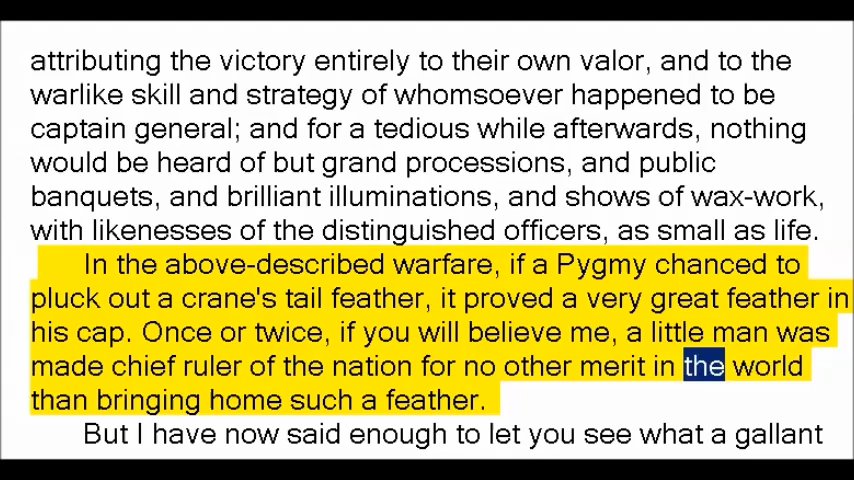 attributing the victory entirely to their own valor, and to the
warlike skill and strategy of whomsoever happened to be
captain general; and for a tedious while afterwards, nothing
would be heard of but grand processions, and public
banquets, and brilliant illuminations, and shows of wax-work,
with likenesses of the distinguished officers, as small as life.
In the above-described warfare, if a Pygmy chanced to
pluck out a crane's tail feather, it proved a very great feather in
his cap. Once or twice, if you will believe me, a little man was
made chief ruler of the nation for no other merit in the world
than bringing home such a feather.
But I have now said enough to let you see what a gallant